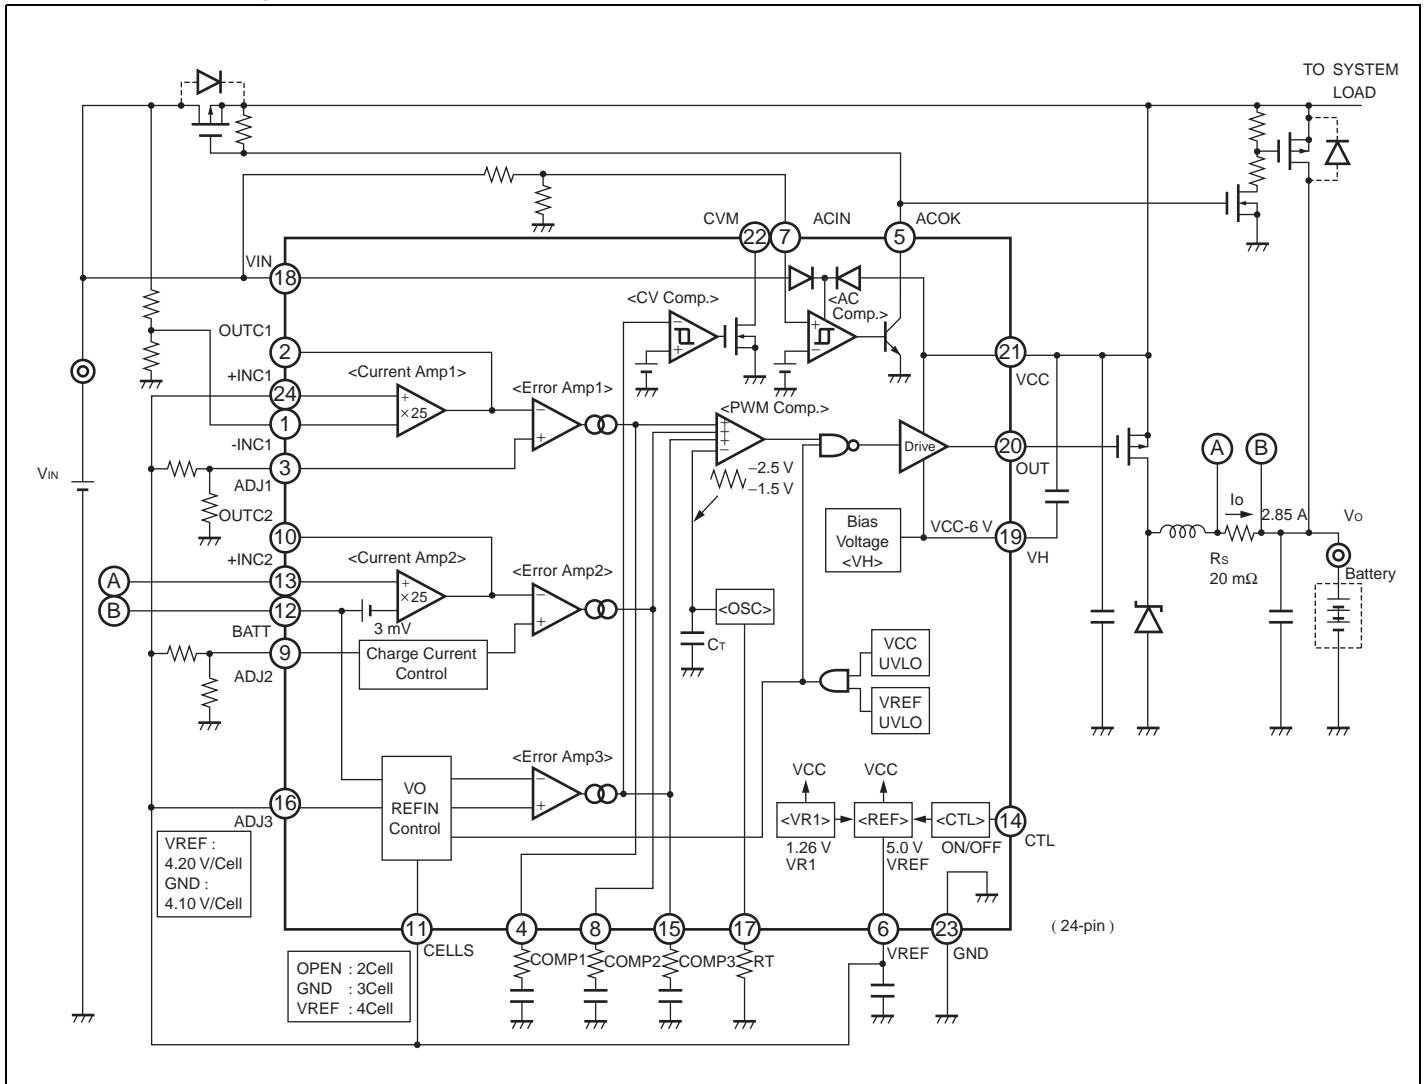 TO SYSTEM
LOAD
CVM
22
7
ACIN
5
ACOK
VIN
18
<CV Comp.>
<AC
Comp.>
−
+
+
−
OUTC1
2
21
VCC
+INC1
24
<Current Amp1>
+
×25
−
<Error Amp1>
−
+
<PWM Comp.>
+
+
+
−
1
-INC1
Drive
20
OUT
A
B
VIN
3
ADJ1
−2.5 V
−1.5 V
Io
2.85 A
VO
OUTC2
10
Bias
Voltage
<VH>
VCC-6 V
19
VH
RS
20 mΩ
Battery
+INC2
<Current Amp2>
<Error Amp2>
A
13
+
×25
−
−
+
B
12
3 mV
<OSC>
BATT
9
Charge Current
Control
CT
ADJ2
VCC
UVLO
VREF
UVLO
<Error Amp3>
VO
REFIN
Control
−
+
VCC
VCC
16
ADJ3
<VR1>
<REF>
<CTL>
14
CTL
1.26 V
VR1
5.0 V
VREF
ON/OFF
VREF :
4.20 V/Cell
GND :
4.10 V/Cell
11
4
8
15
17
6
23
( 24-pin )
CELLS
COMP1
COMP2
COMP3
RT
VREF
GND
OPEN : 2Cell
GND : 3Cell
VREF : 4Cell